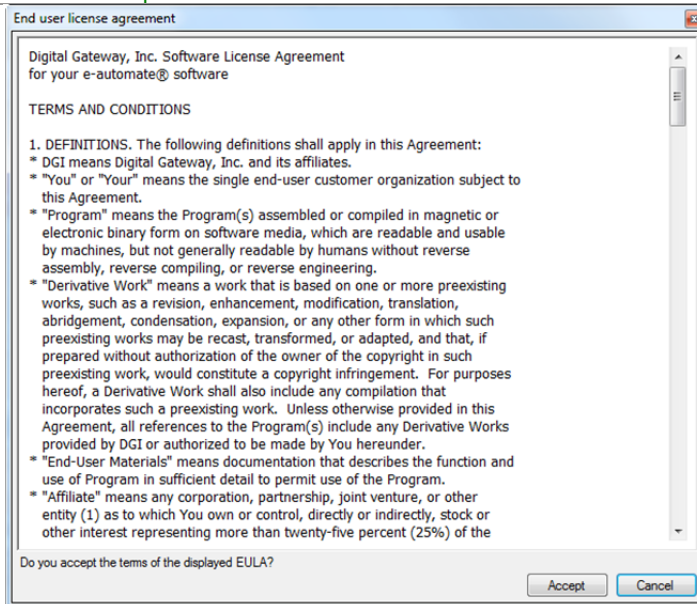 End user license agreement
Digital Gateway, Inc. Software License Agreement
for your e-automate® software
TERMS AND CONDITIONS
1. DEFINITIONS. The following definitions shall apply in this Agreement:
* DGI means Digital Gateway, Inc. and its affiliates.
* "You" or "Your" means the single end-user customer organization subject to
this Agreement.
* "Program" means the Program(s) assembled or compiled in magnetic or
electronic binary form on software media, which are readable and usable
by machines, but not generally readable by humans without reverse
assembly, reverse compiling, or reverse engineering.
* "Derivative Work" means a work that is based on one or more preexisting
works, such as a revision, enhancement, modification, translation,
abridgement, condensation, expansion, or any other form in which such
preexisting works may be recast, transformed, or adapted, and that, if
prepared without authorization of the owner of the copyright in such
preexisting work, would constitute a copyright infringement.  For purposes
hereof, a Derivative Work shall also include any compilation that
incorporates such a preexisting work.  Unless otherwise provided in this
Agreement, all references to the Program(s) include any Derivative Works
provided by DGI or authorized to be made by You hereunder.
* "End-User Materials" means documentation that describes the function and
use of Program in sufficient detail to permit use of the Program.
* "Affiliate" means any corporation, partnership, joint venture, or other
entity (1) as to which You own or control, directly or indirectly, stock or
other interest representing more than twenty-five percent (25%) of the
Do you accept the terms of the displayed EULA?
Accept
Cancel